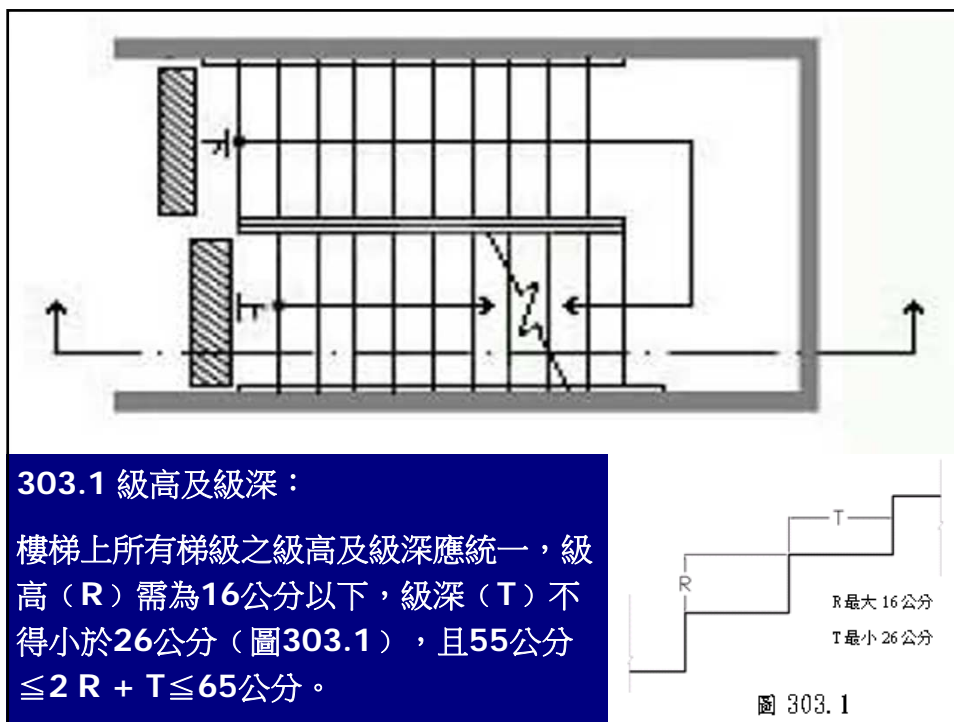 上
下
303.1 級高及級深：
樓梯上所有梯級之級高及級深應統一，級
高（R）需為16公分以下，級深（T）不
得小於26公分（圖303.1），且55公分
≦2 R + T≦65公分。
T
R
R最大 16公分
T最小 26公分
圖 303.1